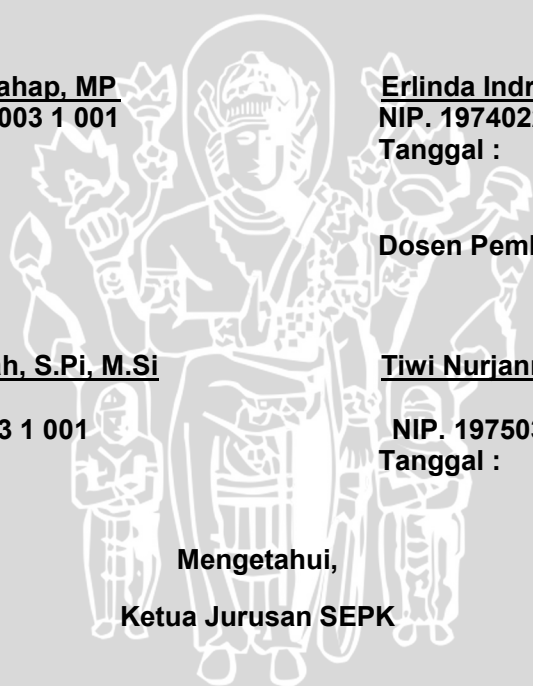 ahap, MP
003 1 001
Erlinda Indr
NIP. 197402
Tanggal :
Dosen Pemb
ah, S.Pi, M.Si
3 1 001
Tiwi Nurjann
NIP. 19750
Tanggal :
Mengetahui,
Ketua Jurusan SEPK